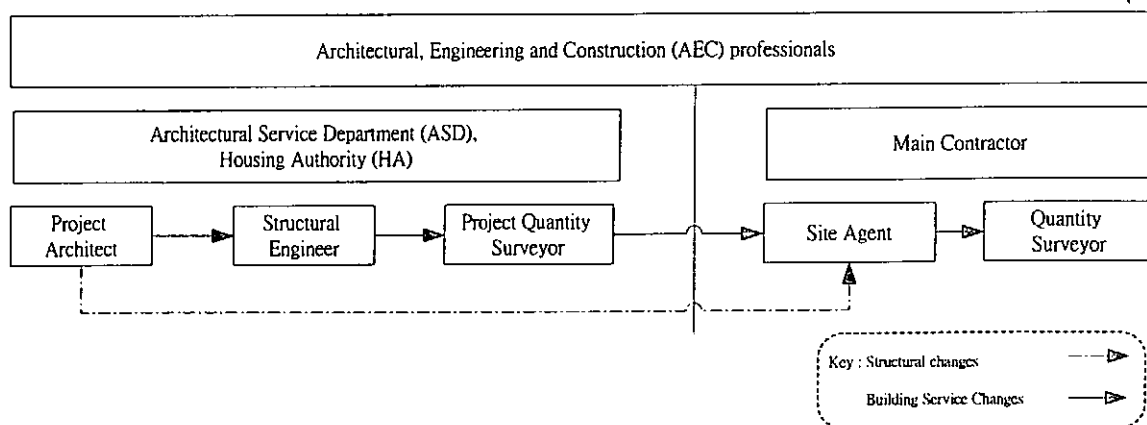 Architectural, Engineering and Construction (AEC) professionals
Architectural Service Department (ASD),
Housing Authority (HA)
Main Contractor
Project
Architect
Structural
Engineer
Project Quantity
Surveyor
Site Agent
Quantity
Surveyor
Key : Structural changes
Building Service Changes